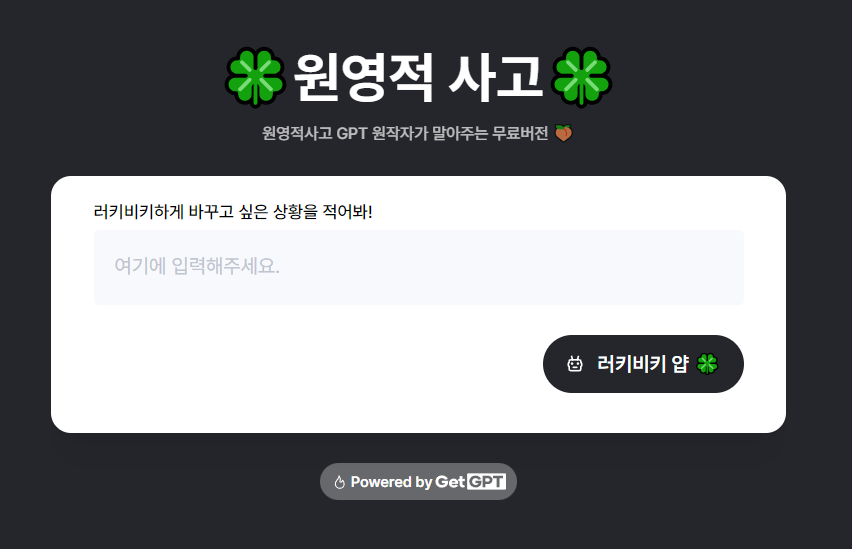 🍀원영적 사고🍀
원영적사고 GPT 원작자가 말아주는 무료버전 🍑
러키비키하게 바꾸고 싶은 상황을 적어봐!
여기에 입력해주세요.
러키비키 얍 🍀
Powered by GetGPT